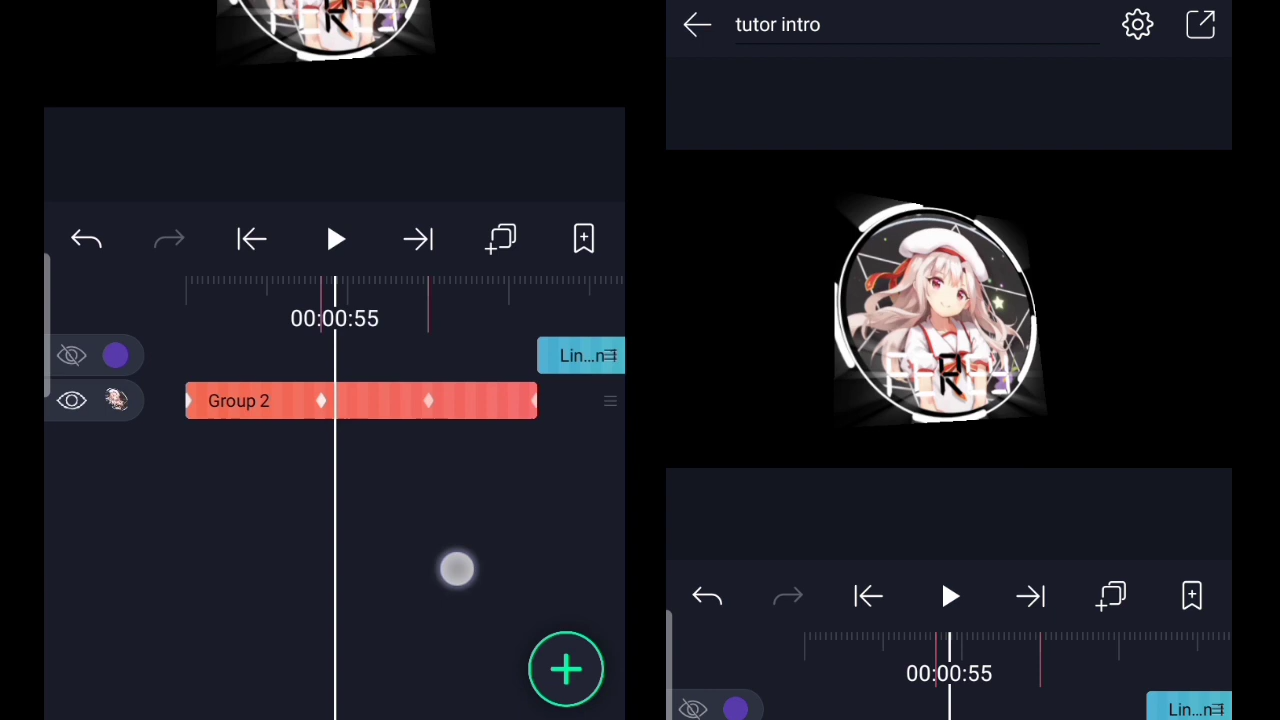 00:00:55
Lin...n
Group 2
tutor intro
R
00:00:55
Lin...n